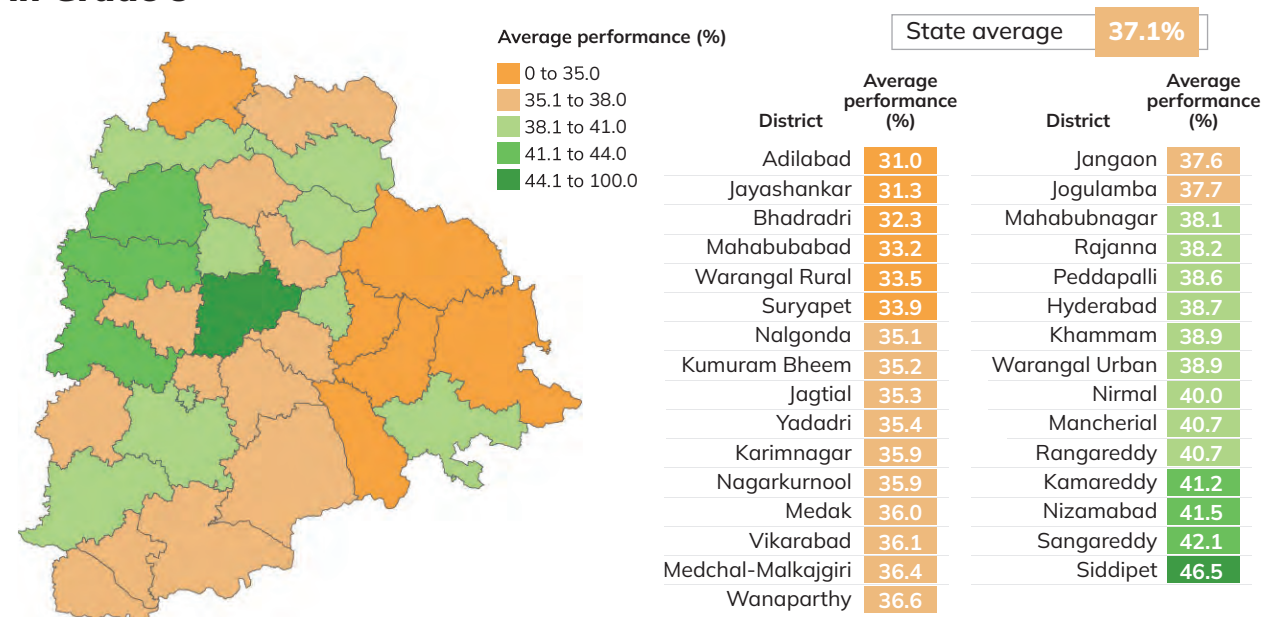 Average performance (%)
0 to 35.0
35.1 to 38.0
38.1 to 41.0
41.1 to 44.0
44.1 to 100.0
State average 37.1%
District Average performance (%)
Adilabad 31.0
Jayashankar 31.3
Bhadradri 32.3
Mahabubabad 33.2
Warangal Rural 33.5
Suryapet 33.9
Nalgonda 35.1
Kumuram Bheem 35.2
Jagtial 35.3
Yadadri 35.4
Karimnagar 35.9
Nagarkurnool 35.9
Medak 36.0
Vikarabad 36.1
Medchal-Malkajgiri 36.4
Wanaparthy 36.6
District Average performance (%)
Jangaon 37.6
Jogulamba 37.7
Mahabubnagar 38.1
Rajanna 38.2
Peddapalli 38.6
Hyderabad 38.7
Khammam 38.9
Warangal Urban 38.9
Nirmal 40.0
Mancherial 40.7
Rangareddy 40.7
Kamareddy 41.2
Nizamabad 41.5
Sangareddy 42.1
Siddipet 46.5